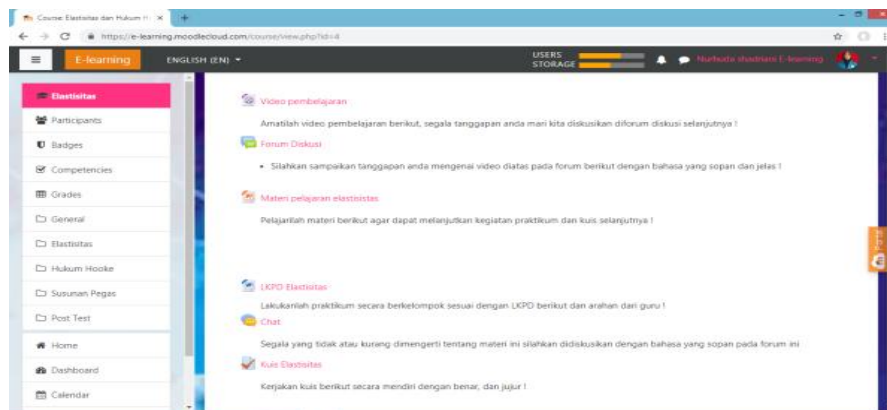 Course: Elastisitas dan Hukum H
https://e-learning.moodlecloud.com/course/view.php?id=4
E-learning
ENGLISH (EN)
USERS
STORAGE
Nurhusta shadnani E-learning
Elastisitas
Participants
Badges
Competencies
Grades
General
Elastisitas
Hukum Hooke
Susunan Pegas
Post Test
Home
Dashboard
Calendar
Video pembelajaran
Amatilah video pembelajaran berikut, segala tanggapan anda mari kita diskusikan diforum diskusi selanjutnya !
Forum Diskusi
• Silahkan sampaikan tanggapan anda mengenai video diatas pada forum berikut dengan bahasa yang sopan dan jelas !
Materi pelajaran elastisistas
Pelajarilah materi berikut agar dapat melanjutkan kegiatan praktikum dan kuis selanjutnya !
LKPD Elastisitas
Lakukanlah praktikum secara berkelompok sesuai dengan LKPD berikut dan arahan dari guru !
Chat
Segala yang tidak atau kurang dimengerti tentang materi ini silahkan didiskusikan dengan bahasa yang sopan pada forum ini
Kuis Elastisitas
Kerjakan kuis berikut secara mendiri dengan benar, dan jujur !
Portal